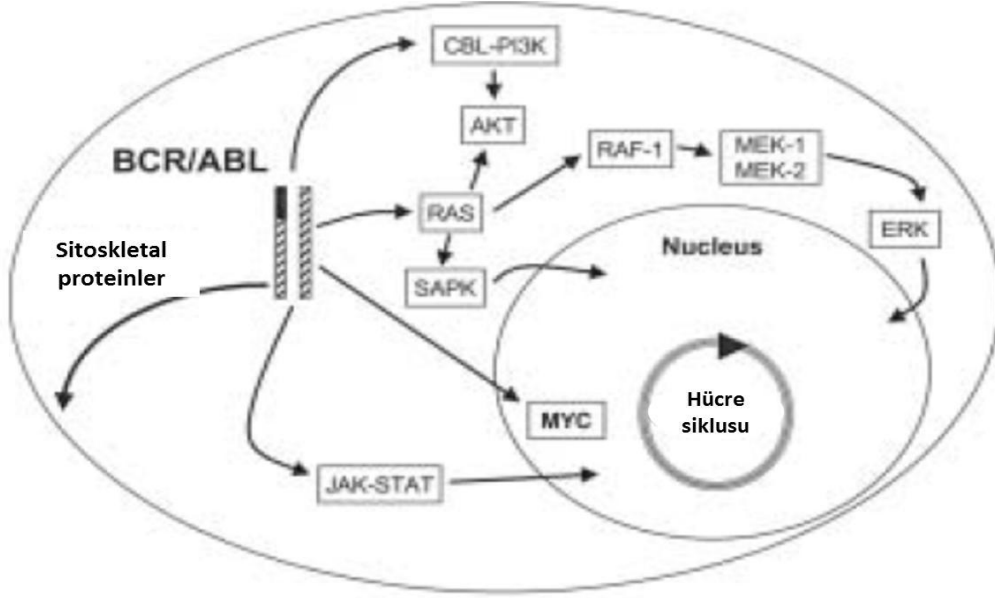 CBL-PI3K
AKT
BCR/ABL
RAF-1
MEK-1
MEK-2
RAS
ERK
Sitoskletal
proteinler
Nucleus
SAPK
MYC
Hücre
siklusu
JAK-STAT